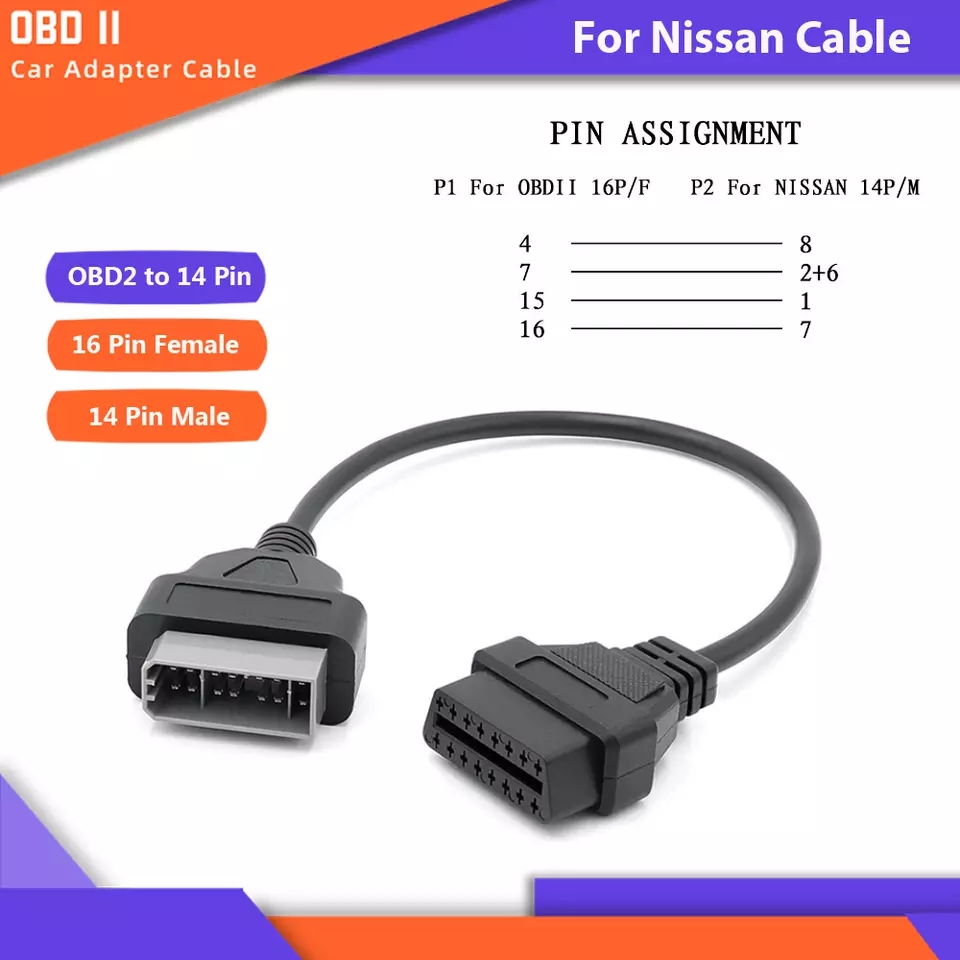 OBD II
Car Adapter Cable
For Nissan Cable
PIN ASSIGNMENT
P1 For OBDII 16P/F P2 For NISSAN 14P/M
4 8
7 2+6
15 1
16 7
OBD2 to 14 Pin
16 Pin Female
14 Pin Male